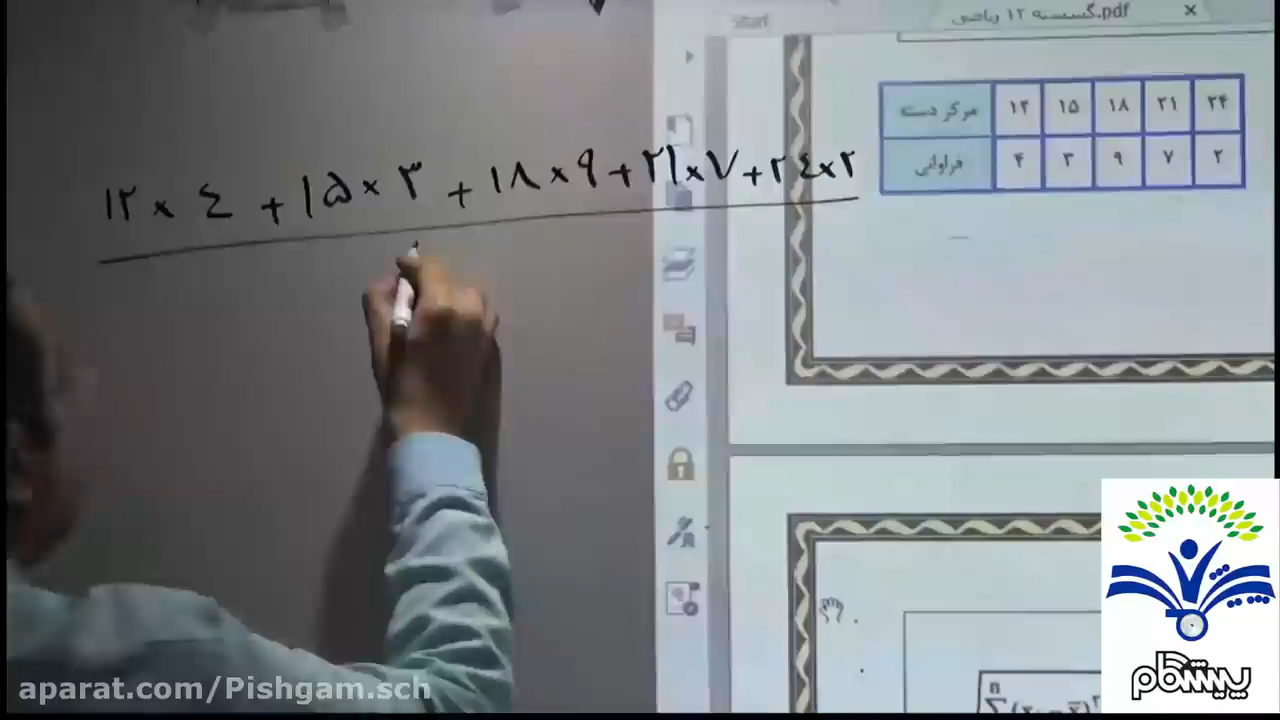 Start
گسسته ۱۲ ریاضی.pdf
مرکز دسته ۱۲ ۱۵ ۱۸ ۲۱ ۲۴
فراوانی ۴ ۳ ۹ ۷ ۲
۱۲ × ٤ + ۱۵ × ۳ + ۱۸ × ۹ + ۲۱ × ۷ + ۲٤ × ۲
پیشگام
aparat.com/Pishgam.sch